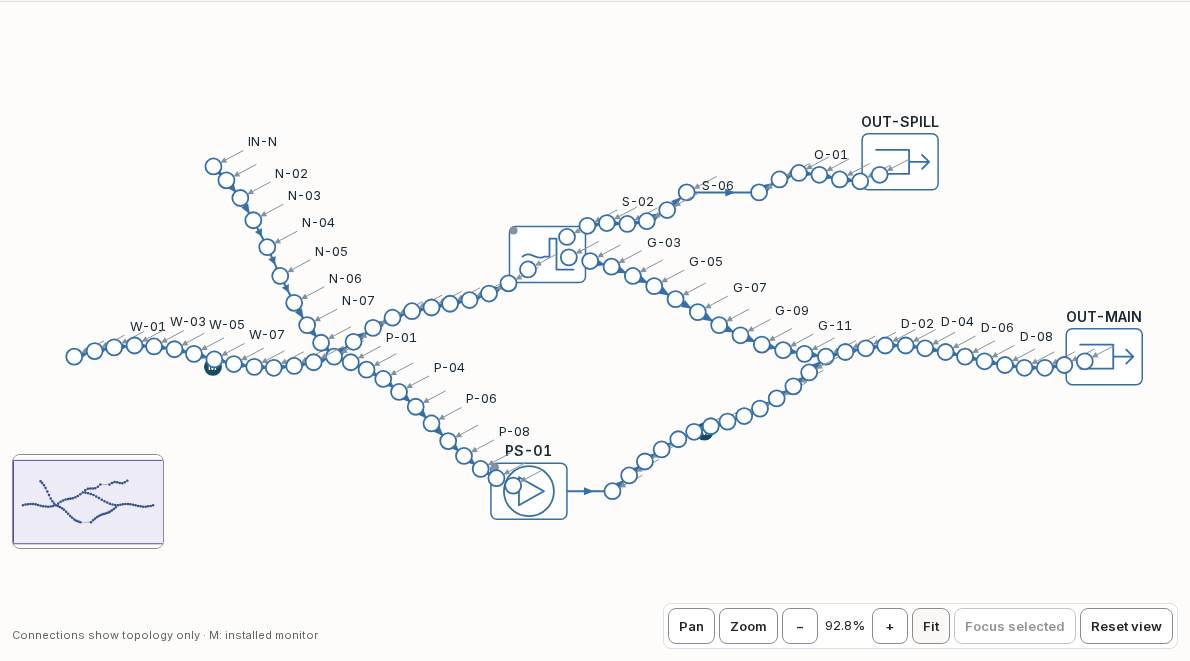 OUT-SPILL
IN-N
O-01
N-02
S-06
N-03
S-02
N-04
G-03
N-05
G-05
N-06
G-07
N-07
G-09
OUT-MAIN
W-01
W-03
W-05
W-07
G-11
D-02
D-04
D-06
D-08
P-01
P-04
P-06
P-08
PS-01
Connections show topology only · M: installed monitor
Pan
Zoom
−
92.8%
+
Fit
Focus selected
Reset view